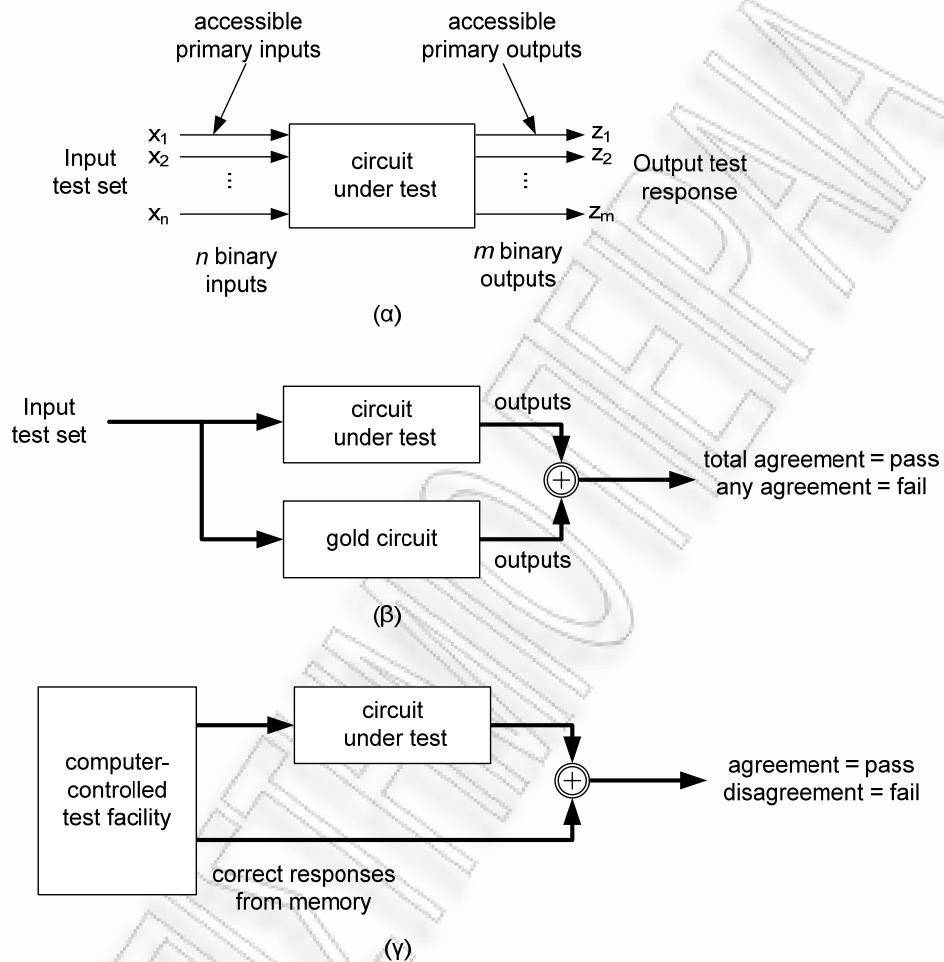 accessible
primary inputs
accessible
primary outputs
Input
test set
x1
x2
...
xn
circuit
under test
z1
z2
...
zm
Output test
response
n binary
inputs
m binary
outputs
(α)
Input
test set
circuit
under test
outputs
gold circuit
outputs
total agreement = pass
any agreement = fail
(β)
computer-
controlled
test facility
circuit
under test
correct responses
from memory
agreement = pass
disagreement = fail
(γ)